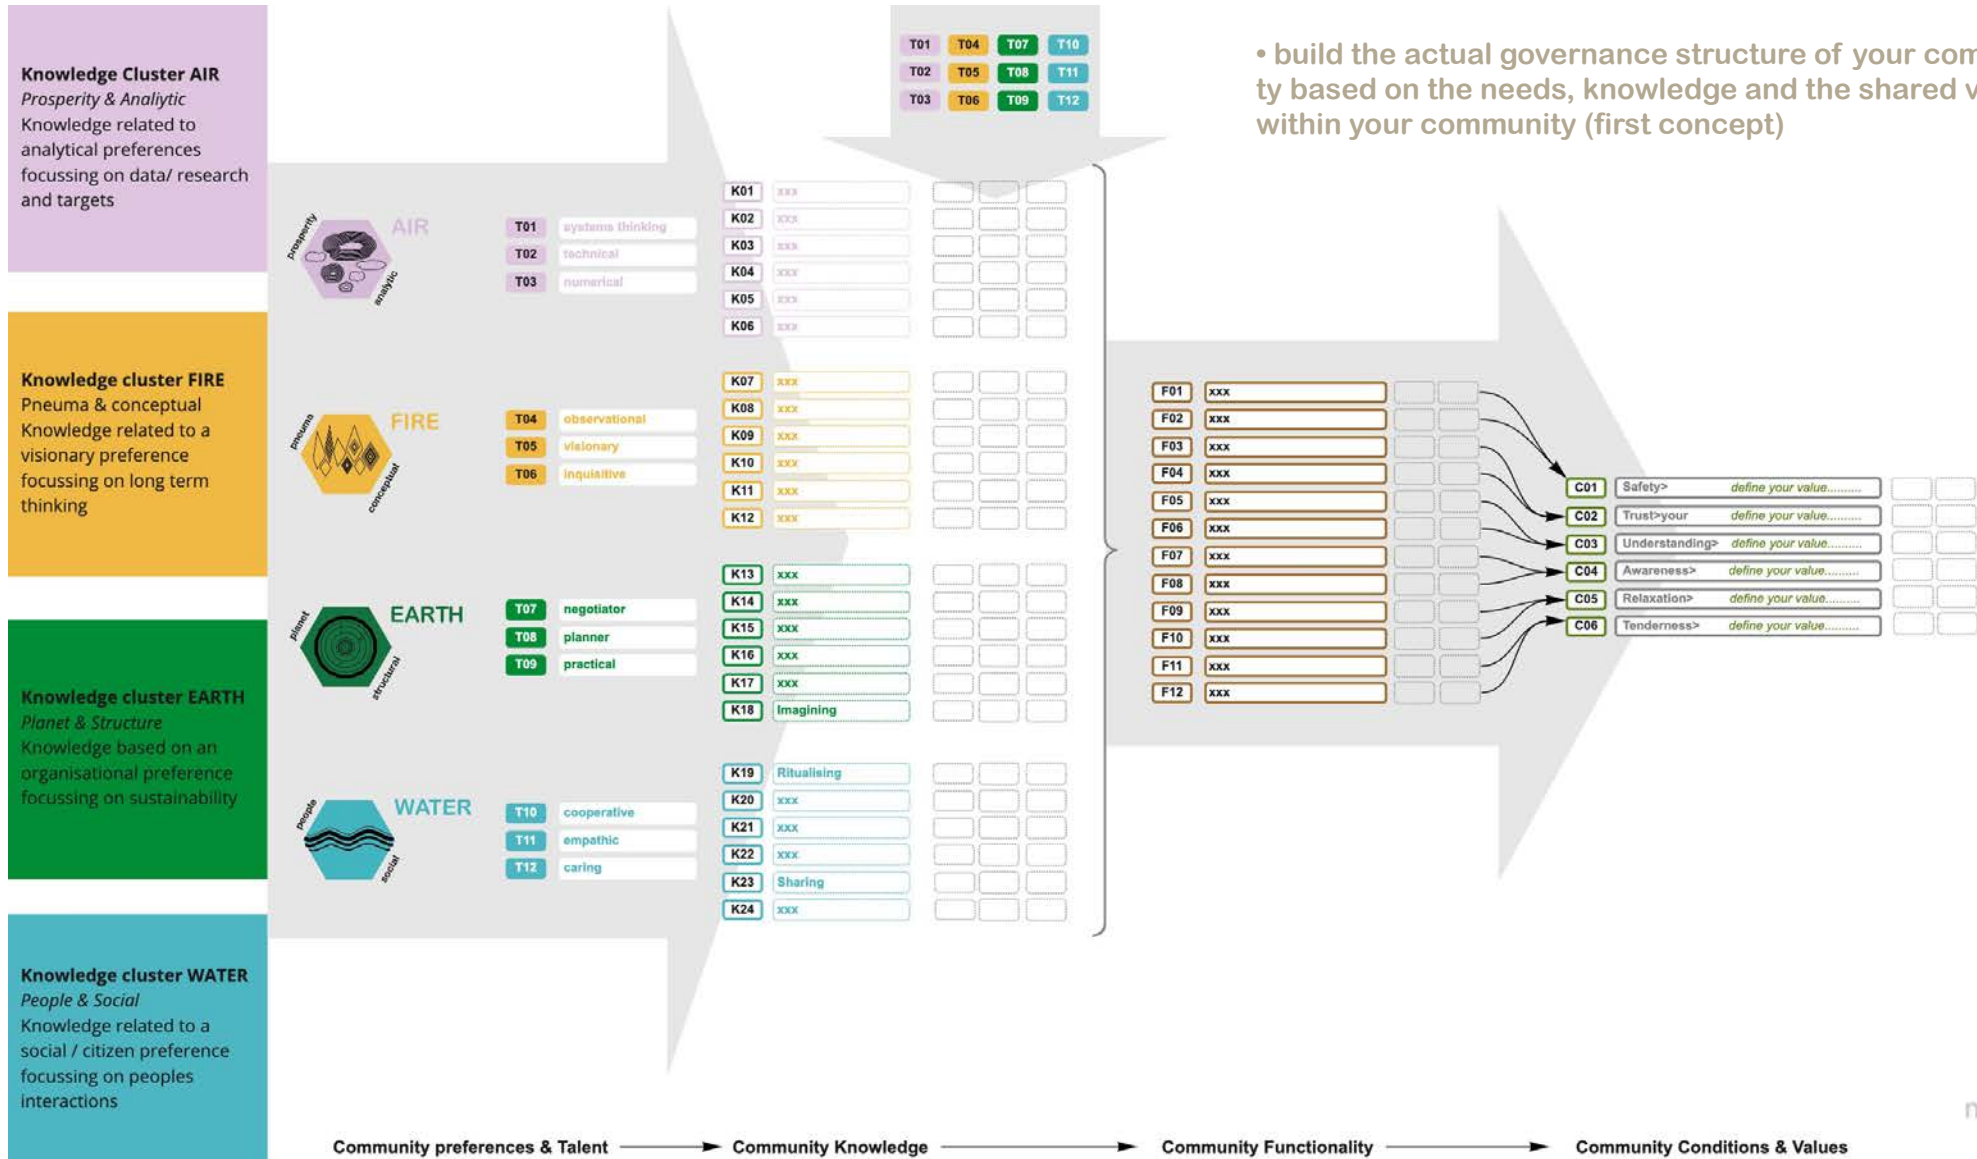 Knowledge Cluster AIR
Prosperity & Analiytic
Knowledge related to
analytical preferences
focussing on data/ research
and targets
Knowledge cluster FIRE
Pneuma & conceptual
Knowledge related to a
visionary preference
focussing on long term
thinking
Knowledge cluster EARTH
Planet & Structure
Knowledge based on an
organisational preference
focussing on sustainability
Knowledge cluster WATER
People & Social
Knowledge related to a
social / citizen preference
focussing on peoples
interactions
T01 T04 T07 T10
T02 T05 T08 T11
T03 T06 T09 T12
• build the actual governance structure of your com
ty based on the needs, knowledge and the shared v
within your community (first concept)
prosperity
analytic
AIR
T01 systems thinking
T02 technical
T03 numerical
pneuma
conceptual
FIRE
T04 observational
T05 visionary
T06 inquisitive
planet
structural
EARTH
T07 negotiator
T08 planner
T09 practical
people
social
WATER
T10 cooperative
T11 empathic
T12 caring
K01 xxx
K02 xxx
K03 xxx
K04 xxx
K05 xxx
K06 xxx
K07 xxx
K08 xxx
K09 xxx
K10 xxx
K11 xxx
K12 xxx
K13 xxx
K14 xxx
K15 xxx
K16 xxx
K17 xxx
K18 Imagining
K19 Ritualising
K20 xxx
K21 xxx
K22 xxx
K23 Sharing
K24 xxx
F01 xxx
F02 xxx
F03 xxx
F04 xxx
F05 xxx
F06 xxx
F07 xxx
F08 xxx
F09 xxx
F10 xxx
F11 xxx
F12 xxx
C01 Safety> define your value..........
C02 Trust>your define your value..........
C03 Understanding> define your value..........
C04 Awareness> define your value..........
C05 Relaxation> define your value..........
C06 Tenderness> define your value..........
Community preferences & Talent
Community Knowledge
Community Functionality
Community Conditions & Values